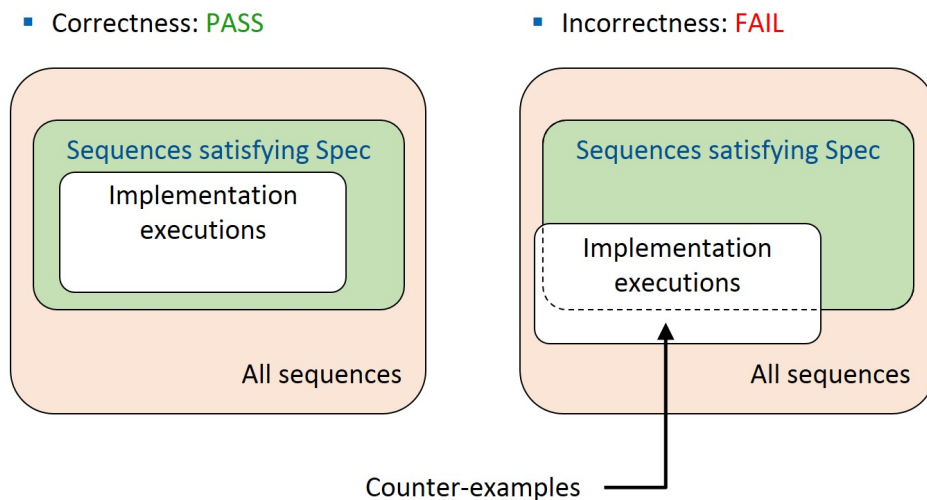 ▪ Correctness: PASS
Sequences satisfying Spec
Implementation
executions
All sequences
▪ Incorrectness: FAIL
Sequences satisfying Spec
Implementation
executions
All sequences
Counter-examples